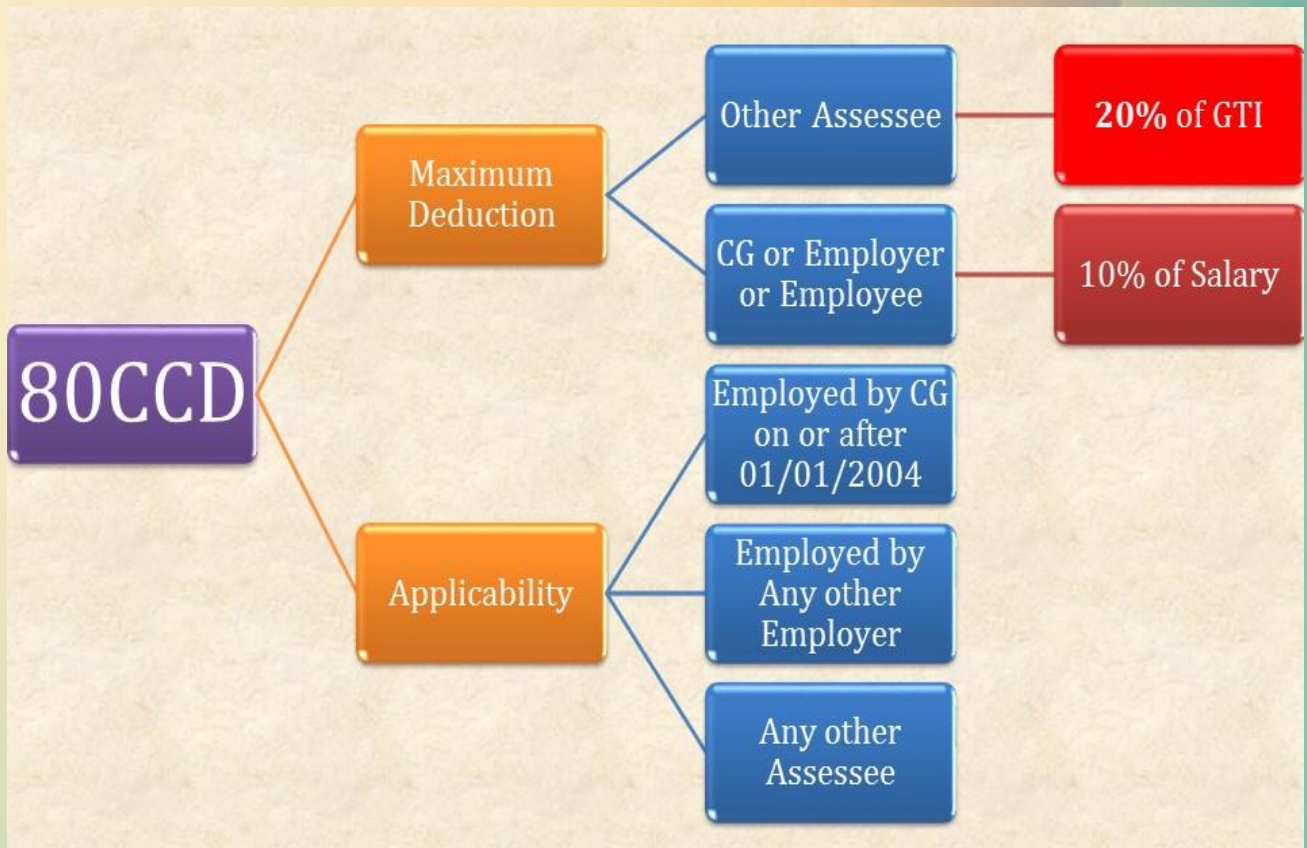 80CCD
Maximum
Deduction
Other Assessee
20% of GTI
CG or Employer
or Employee
10% of Salary
Applicability
Employed by CG
on or after
01/01/2004
Employed by
Any other
Employer
Any other
Assessee